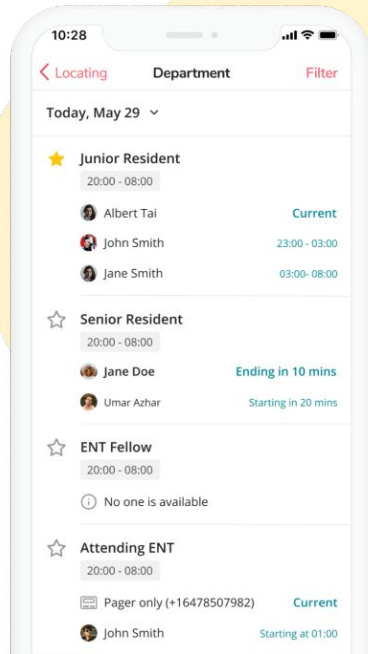 10:28
Locating Department Filter
Today, May 29
Junior Resident
20:00 - 08:00
Albert Tai Current
John Smith 23:00 - 03:00
Jane Smith 03:00- 08:00
Senior Resident
20:00 - 08:00
Jane Doe Ending in 10 mins
Umar Azhar Starting in 20 mins
ENT Fellow
20:00 - 08:00
No one is available
Attending ENT
20:00 - 08:00
Pager only (+16478507982) Current
John Smith Starting at 01:00